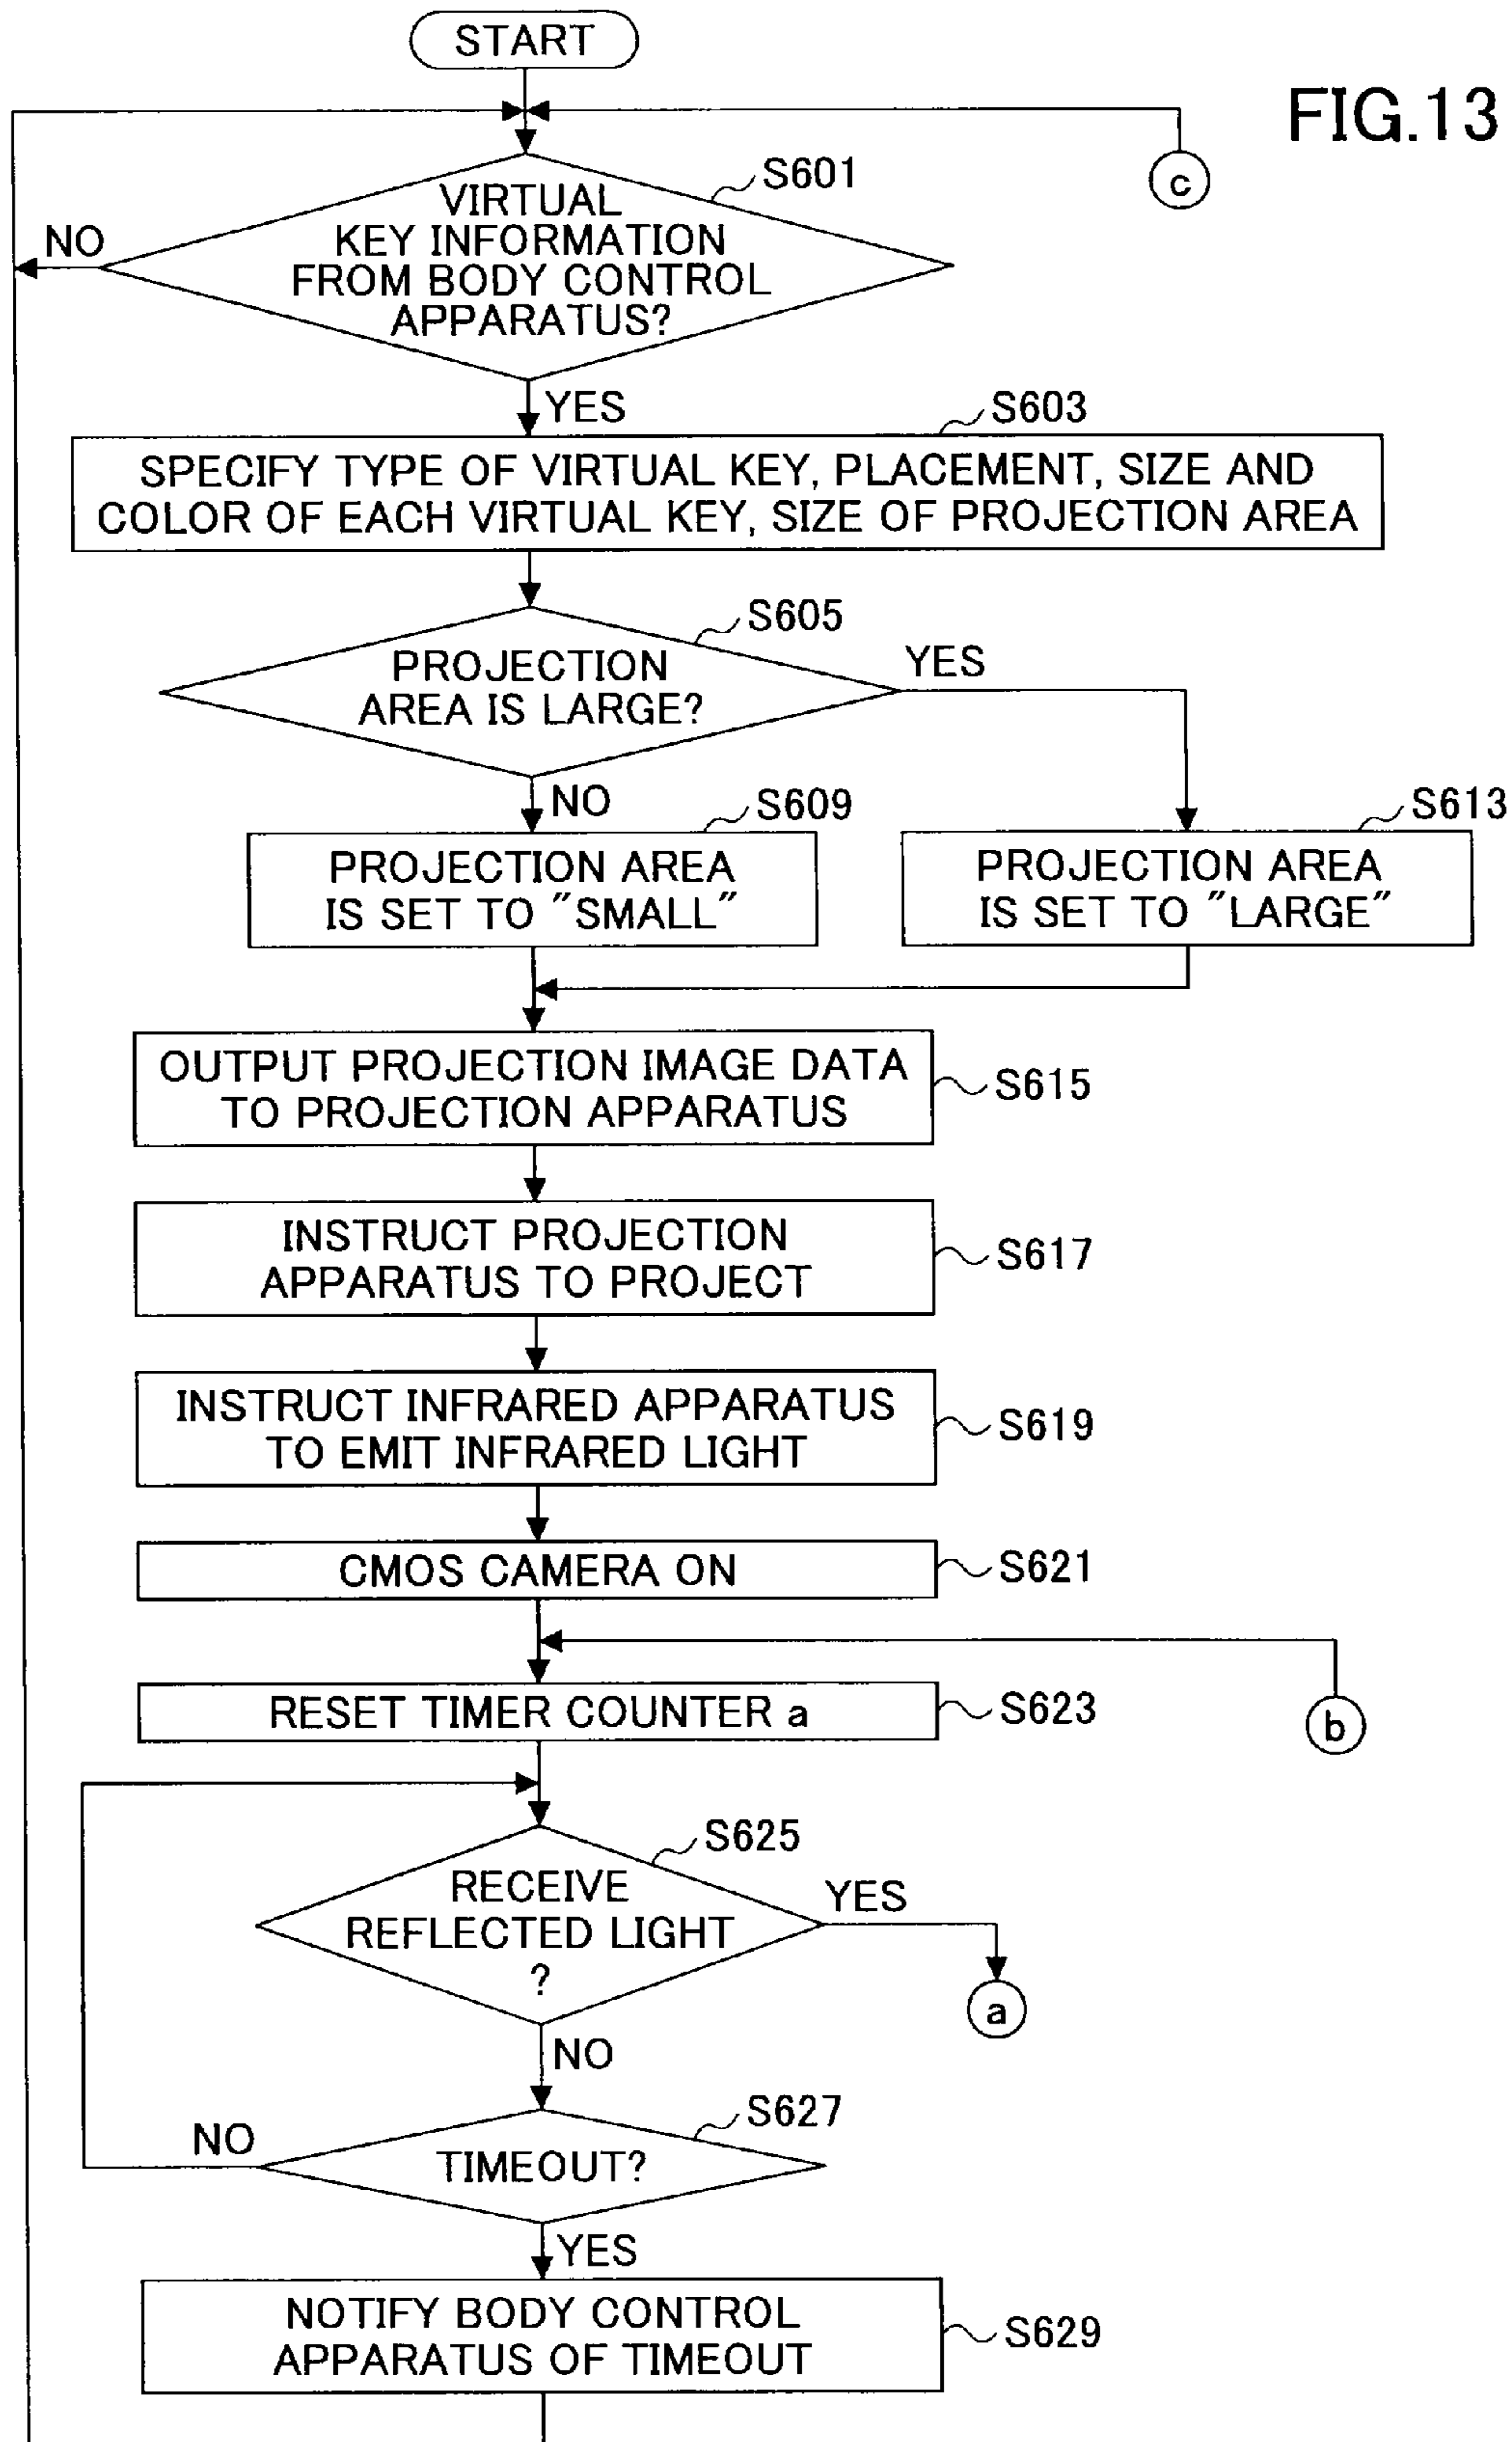 START
FIG.13
c
S601
VIRTUAL
KEY INFORMATION
FROM BODY CONTROL
APPARATUS?
NO
YES
S603
SPECIFY TYPE OF VIRTUAL KEY, PLACEMENT, SIZE AND
COLOR OF EACH VIRTUAL KEY, SIZE OF PROJECTION AREA
S605
PROJECTION
AREA IS LARGE?
YES
NO
S609
PROJECTION AREA
IS SET TO "SMALL"
S613
PROJECTION AREA
IS SET TO "LARGE"
OUTPUT PROJECTION IMAGE DATA
TO PROJECTION APPARATUS
S615
INSTRUCT PROJECTION
APPARATUS TO PROJECT
S617
INSTRUCT INFRARED APPARATUS
TO EMIT INFRARED LIGHT
S619
CMOS CAMERA ON
S621
RESET TIMER COUNTER a
S623
b
S625
RECEIVE
REFLECTED LIGHT
?
YES
a
NO
S627
TIMEOUT?
NO
YES
NOTIFY BODY CONTROL
APPARATUS OF TIMEOUT
S629